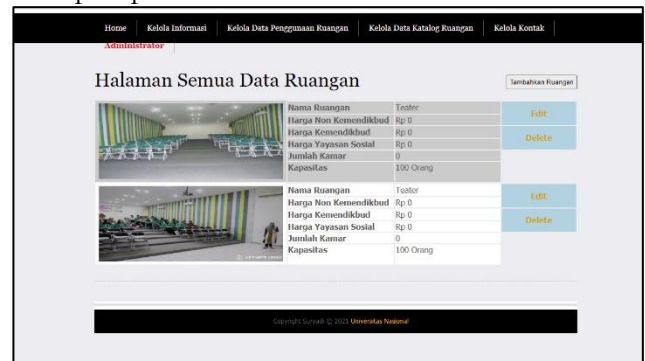 Home Kelola Informasi Kelola Data Penggunaan Ruangan Kelola Data Katalog Ruangan Kelola Kontak
Administrator
Halaman Semua Data Ruangan
Tambahkan Ruangan
Nama Ruangan Teater
Edit
Harga Non Kemendikbud Rp 0
Harga Kemendikbud Rp 0
Delete
Harga Yayasan Sosial Rp 0
Jumlah Kamar 0
Kapasitas 100 Orang
Nama Ruangan Teater
Edit
Harga Non Kemendikbud Rp 0
Harga Kemendikbud Rp 0
Delete
Harga Yayasan Sosial Rp 0
Jumlah Kamar 0
Kapasitas 100 Orang
Copyright Suryadi © 2021 Universitas Nasional